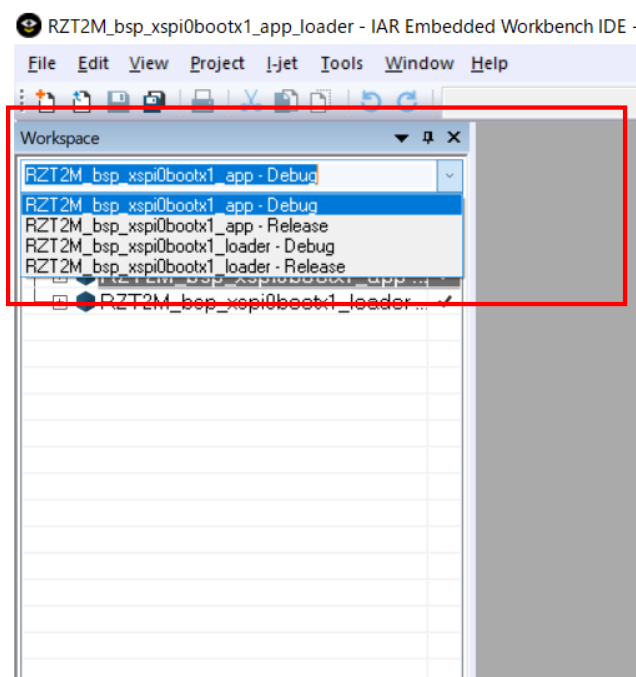 RZT2M_bsp_xspi0bootx1_app_loader - IAR Embedded Workbench IDE -
File Edit View Project I-jet Tools Window Help
Workspace
RZT2M_bsp_xspi0bootx1_app - Debug
RZT2M_bsp_xspi0bootx1_app - Debug
RZT2M_bsp_xspi0bootx1_app - Release
RZT2M_bsp_xspi0bootx1_loader - Debug
RZT2M_bsp_xspi0bootx1_loader - Release
RZT2M_bsp_xspi0bootx1_app ...
RZT2M_bsp_xspi0bootx1_loader ...